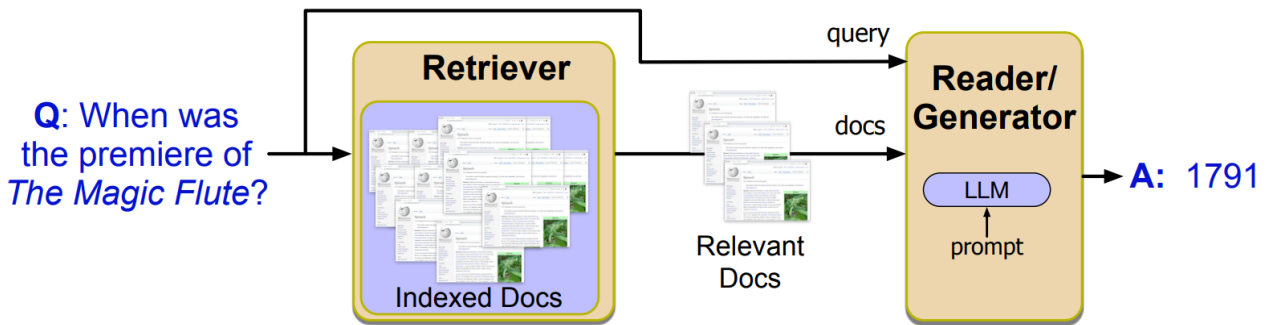 Q: When was
the premiere of
The Magic Flute?
Retriever
Indexed Docs
Relevant
Docs
query
docs
Reader/
Generator
LLM
prompt
A: 1791